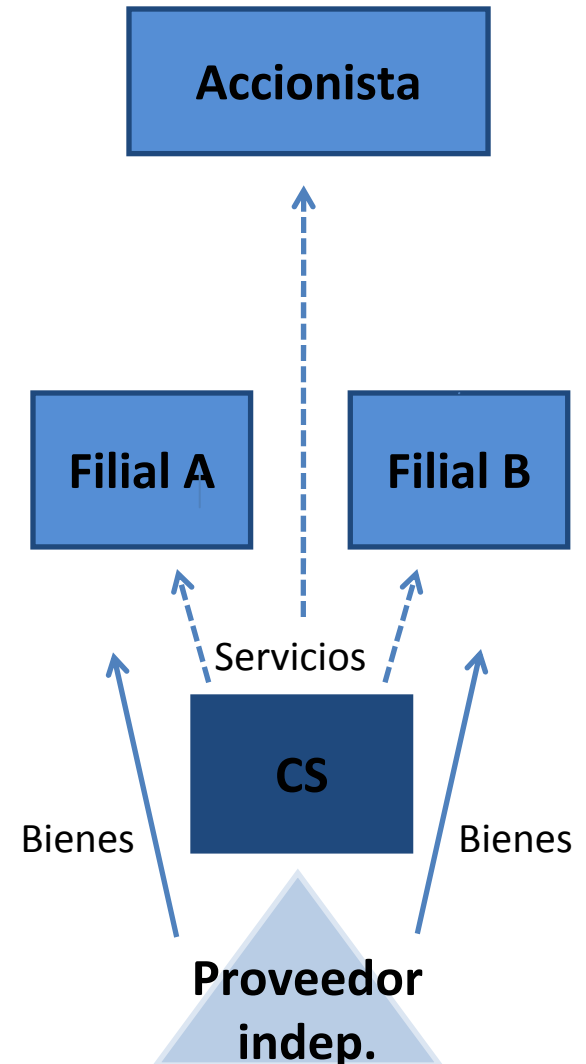 Accionista
Filial A
Filial B
Servicios
CS
Bienes
Bienes
Proveedor
indep.